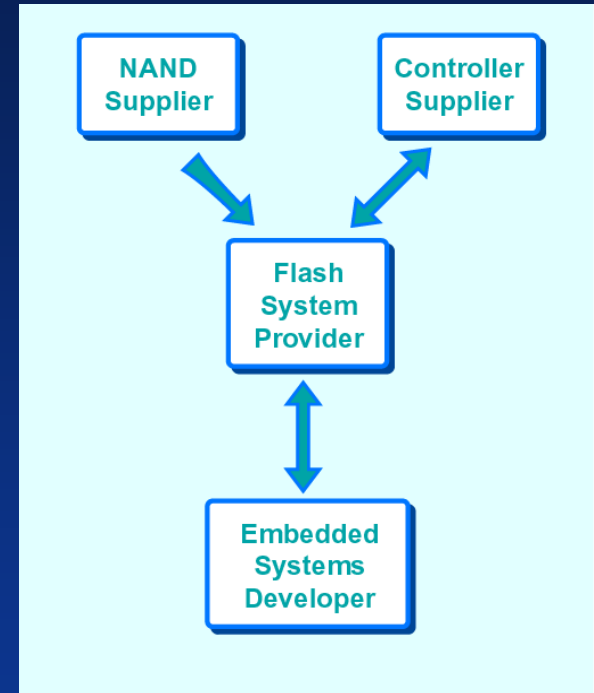 NAND
Supplier
Controller
Supplier
Flash
System
Provider
Embedded
Systems
Developer